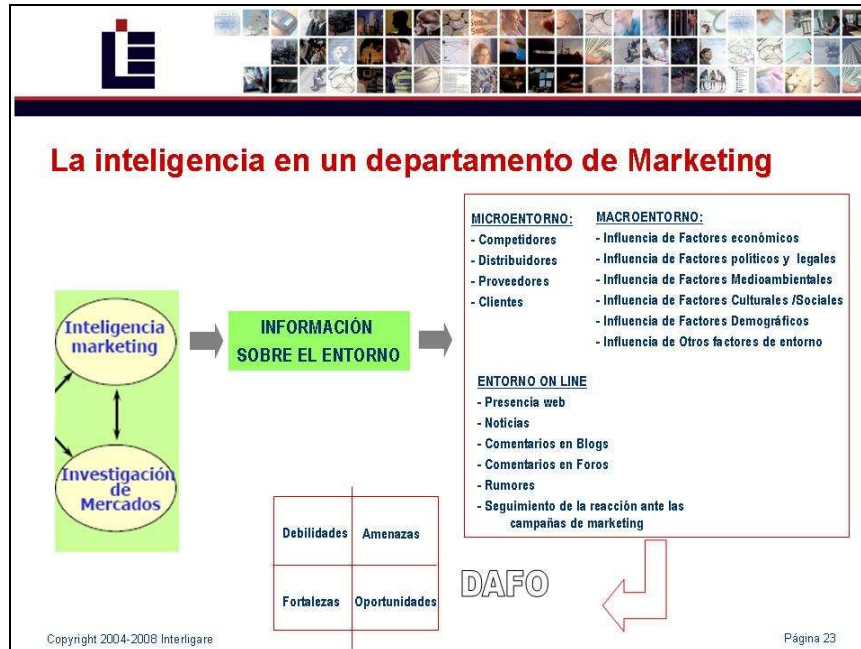 La inteligencia en un departamento de Marketing
Inteligencia
marketing
Investigación
de
Mercados
INFORMACIÓN
SOBRE EL ENTORNO
MICROENTORNO:
- Competidores
- Distribuidores
- Proveedores
- Clientes
MACROENTORNO:
- Influencia de Factores económicos
- Influencia de Factores políticos y legales
- Influencia de Factores Medioambientales
- Influencia de Factores Culturales /Sociales
- Influencia de Factores Demográficos
- Influencia de Otros factores de entorno
ENTORNO ON LINE
- Presencia web
- Noticias
- Comentarios en Blogs
- Comentarios en Foros
- Rumores
- Seguimiento de la reacción ante las
campañas de marketing
Debilidades
Amenazas
Fortalezas
Oportunidades
DAFO
Copyright 2004-2008 Interligare
Página 23